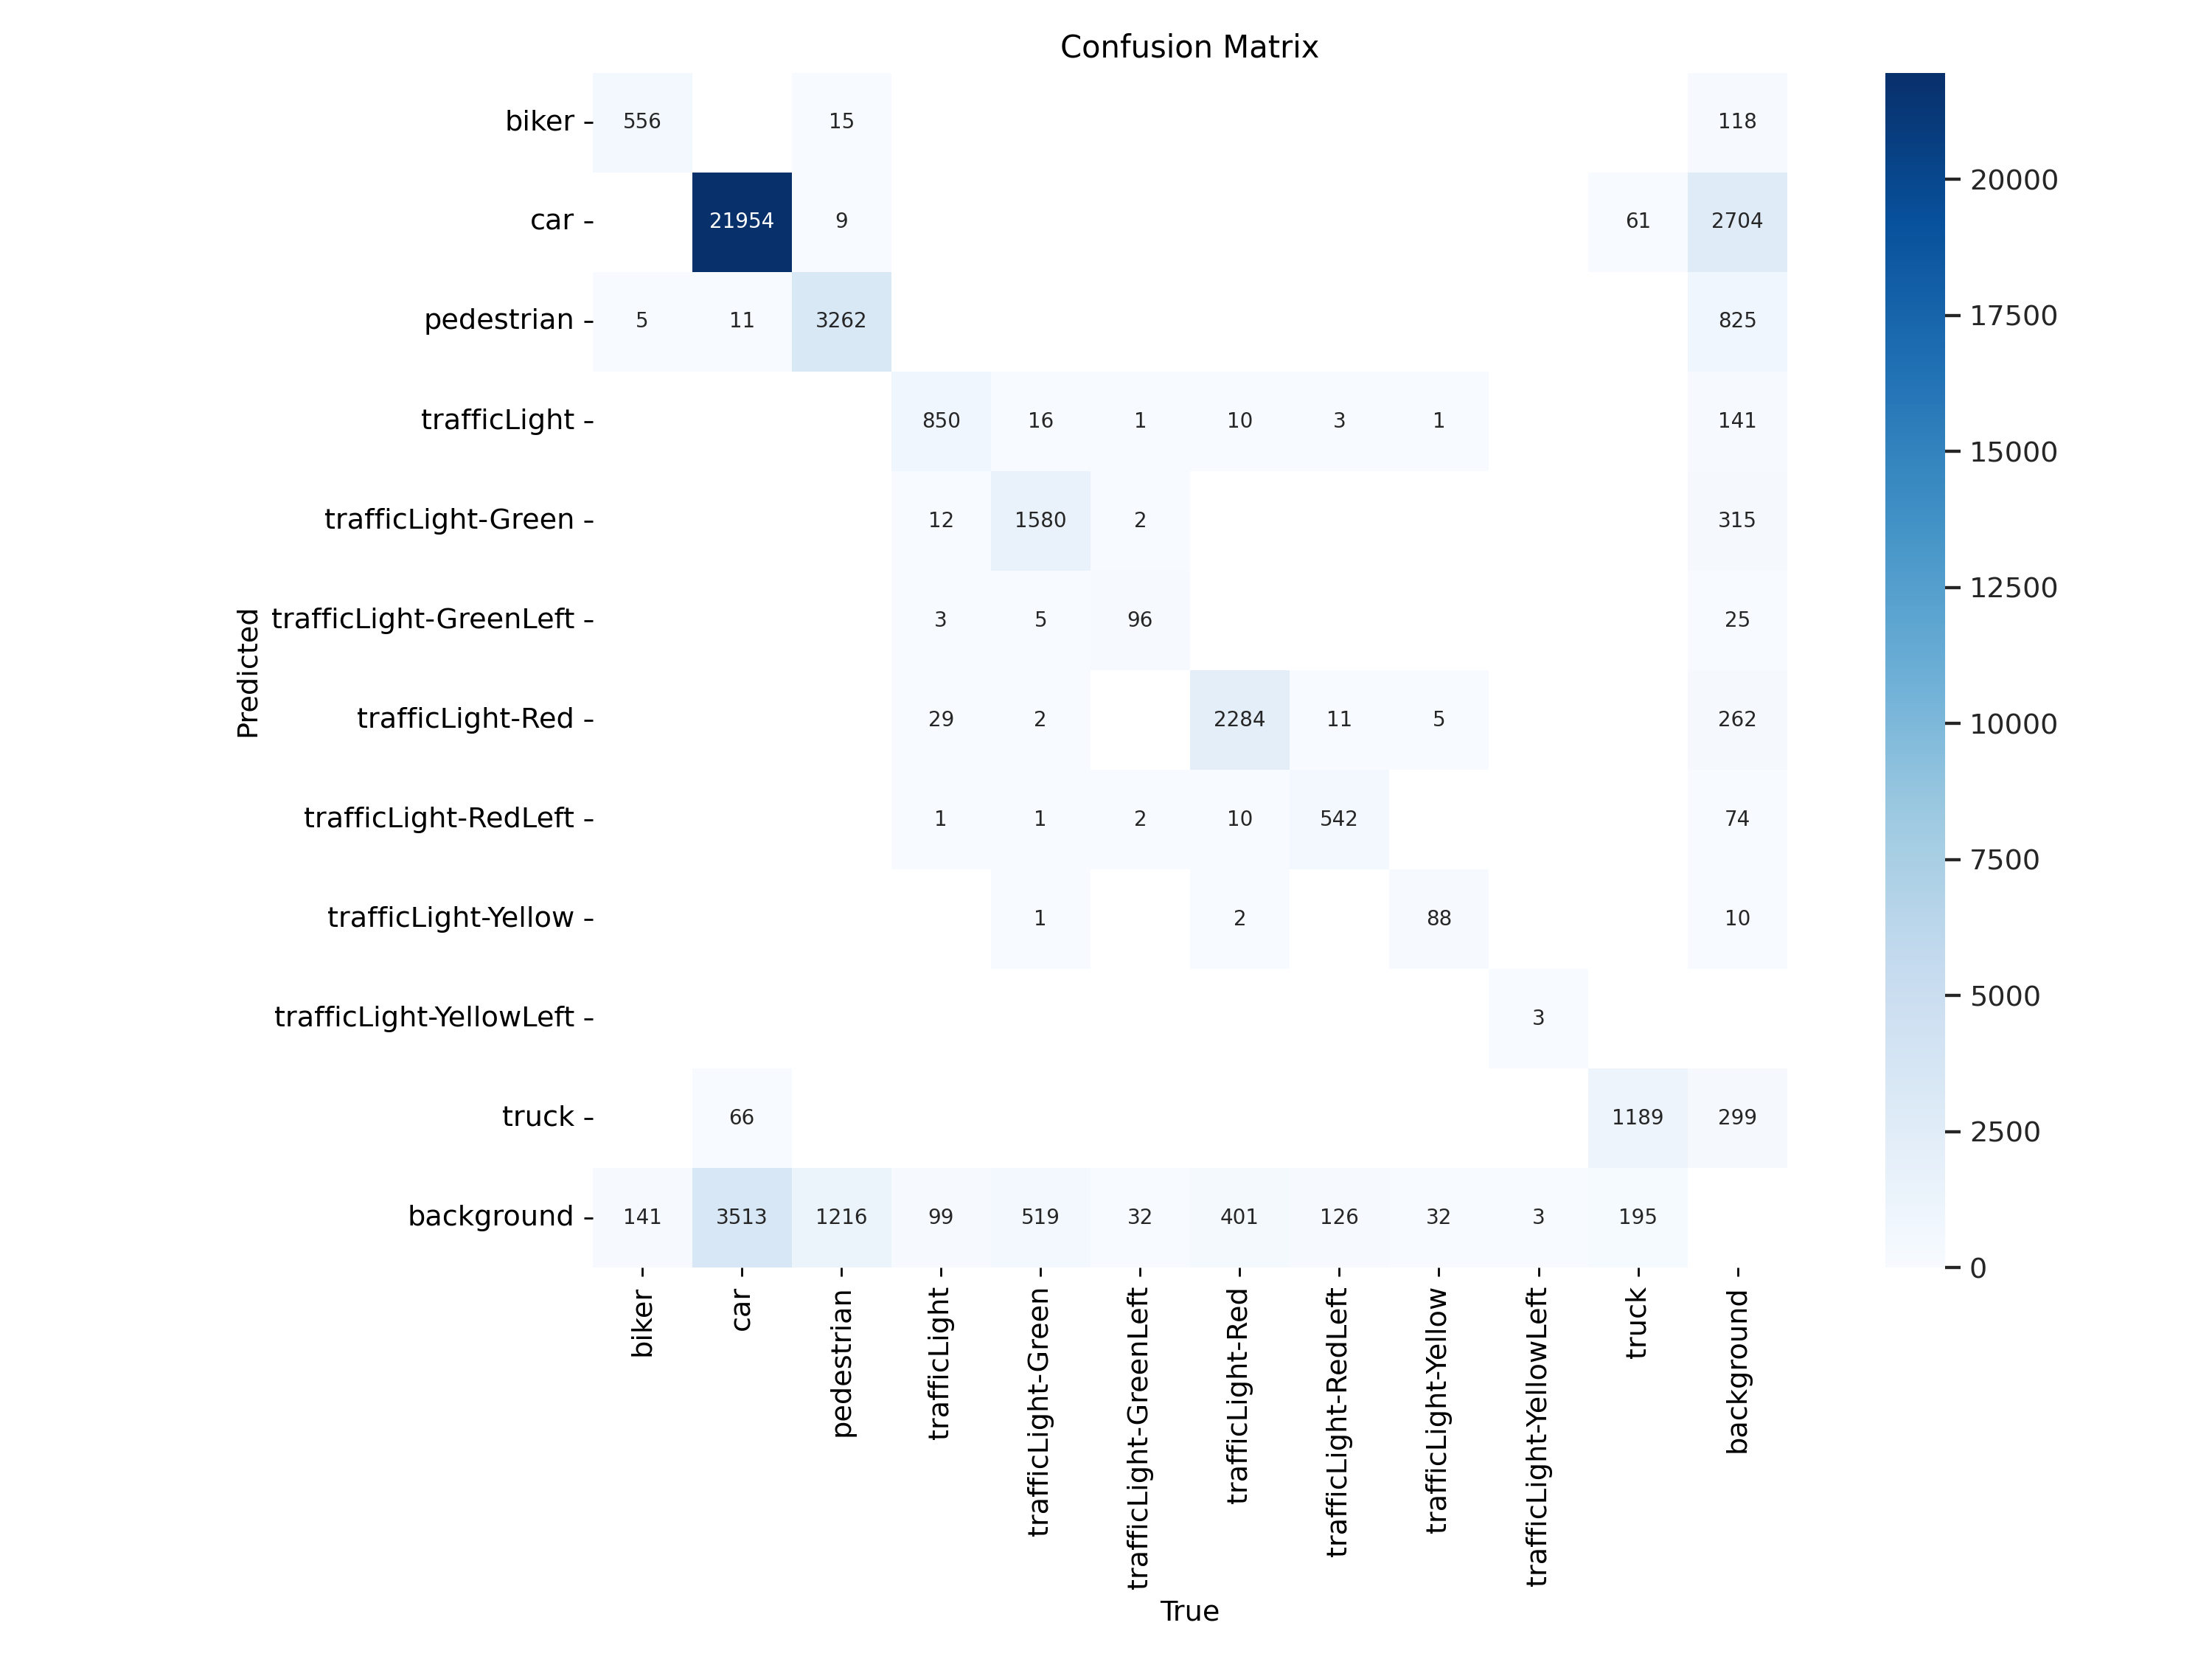 Confusion Matrix
biker 556 15 118
car 21954 9 61 2704
pedestrian 5 11 3262 825
trafficLight 850 16 1 10 3 1 141
trafficLight-Green 12 1580 2 315
trafficLight-GreenLeft 3 5 96 25
trafficLight-Red 29 2 2284 11 5 262
trafficLight-RedLeft 1 1 2 10 542 74
trafficLight-Yellow 1 2 88 10
trafficLight-YellowLeft 3
truck 66 1189 299
background 141 3513 1216 99 519 32 401 126 32 3 195
Predicted
biker
car
pedestrian
trafficLight
trafficLight-Green
trafficLight-GreenLeft
trafficLight-Red
trafficLight-RedLeft
trafficLight-Yellow
trafficLight-YellowLeft
truck
background
True
20000
17500
15000
12500
10000
7500
5000
2500
0